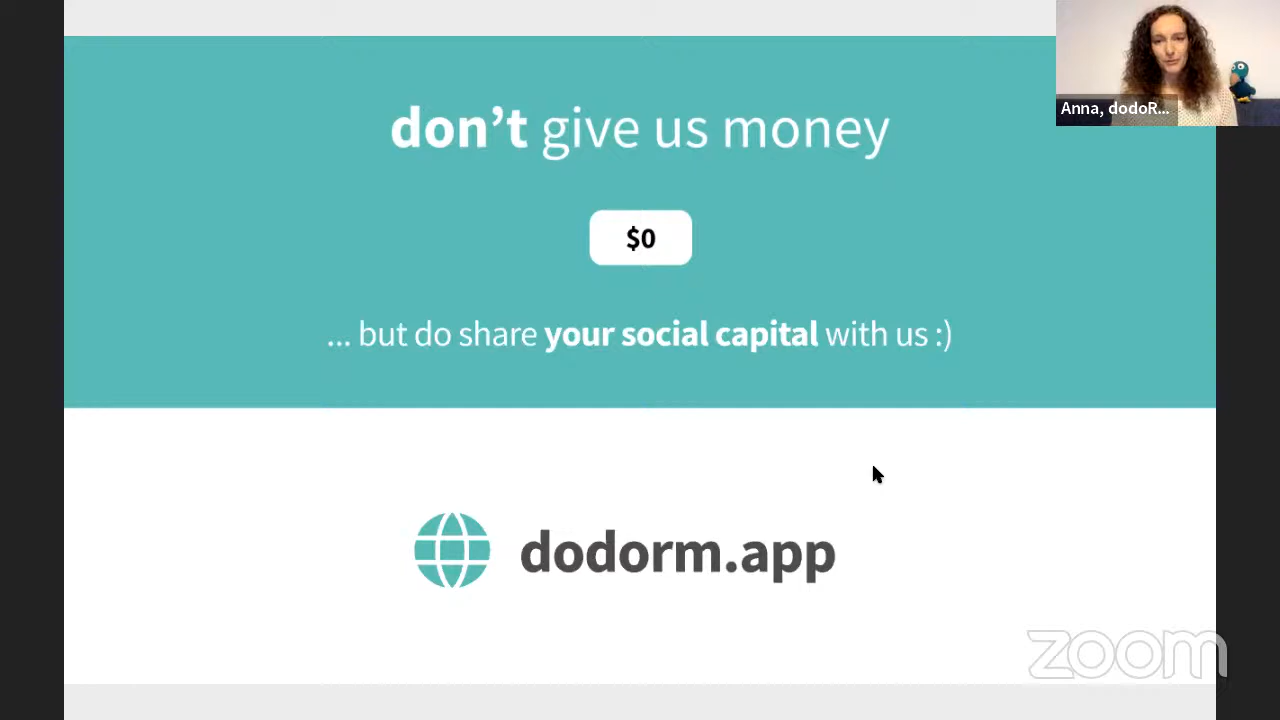 don't give us money
$0
... but do share your social capital with us :)
dodorm.app
Anna, dodoR...
zoom